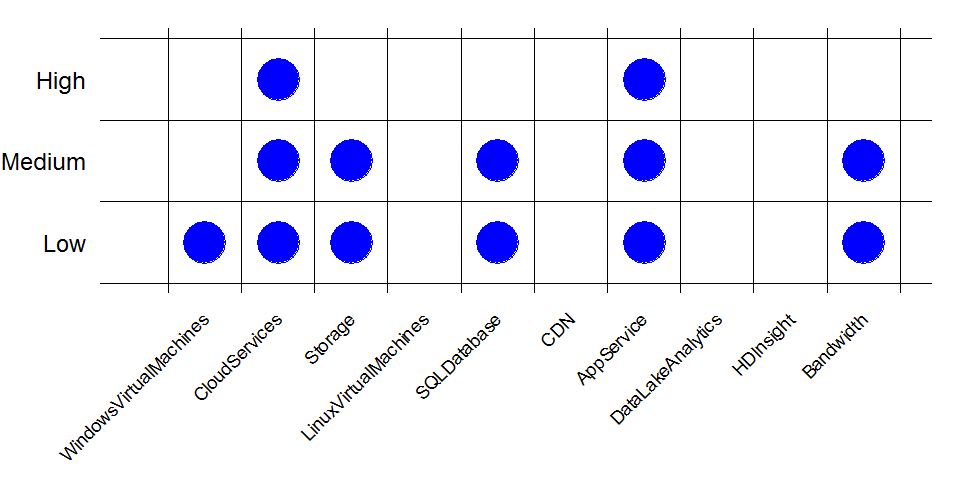 High
Medium
Low
WindowsVirtualMachines
CloudServices
Storage
LinuxVirtualMachines
SQLDatabase
CDN
AppService
DataLakeAnalytics
HDInsight
Bandwidth